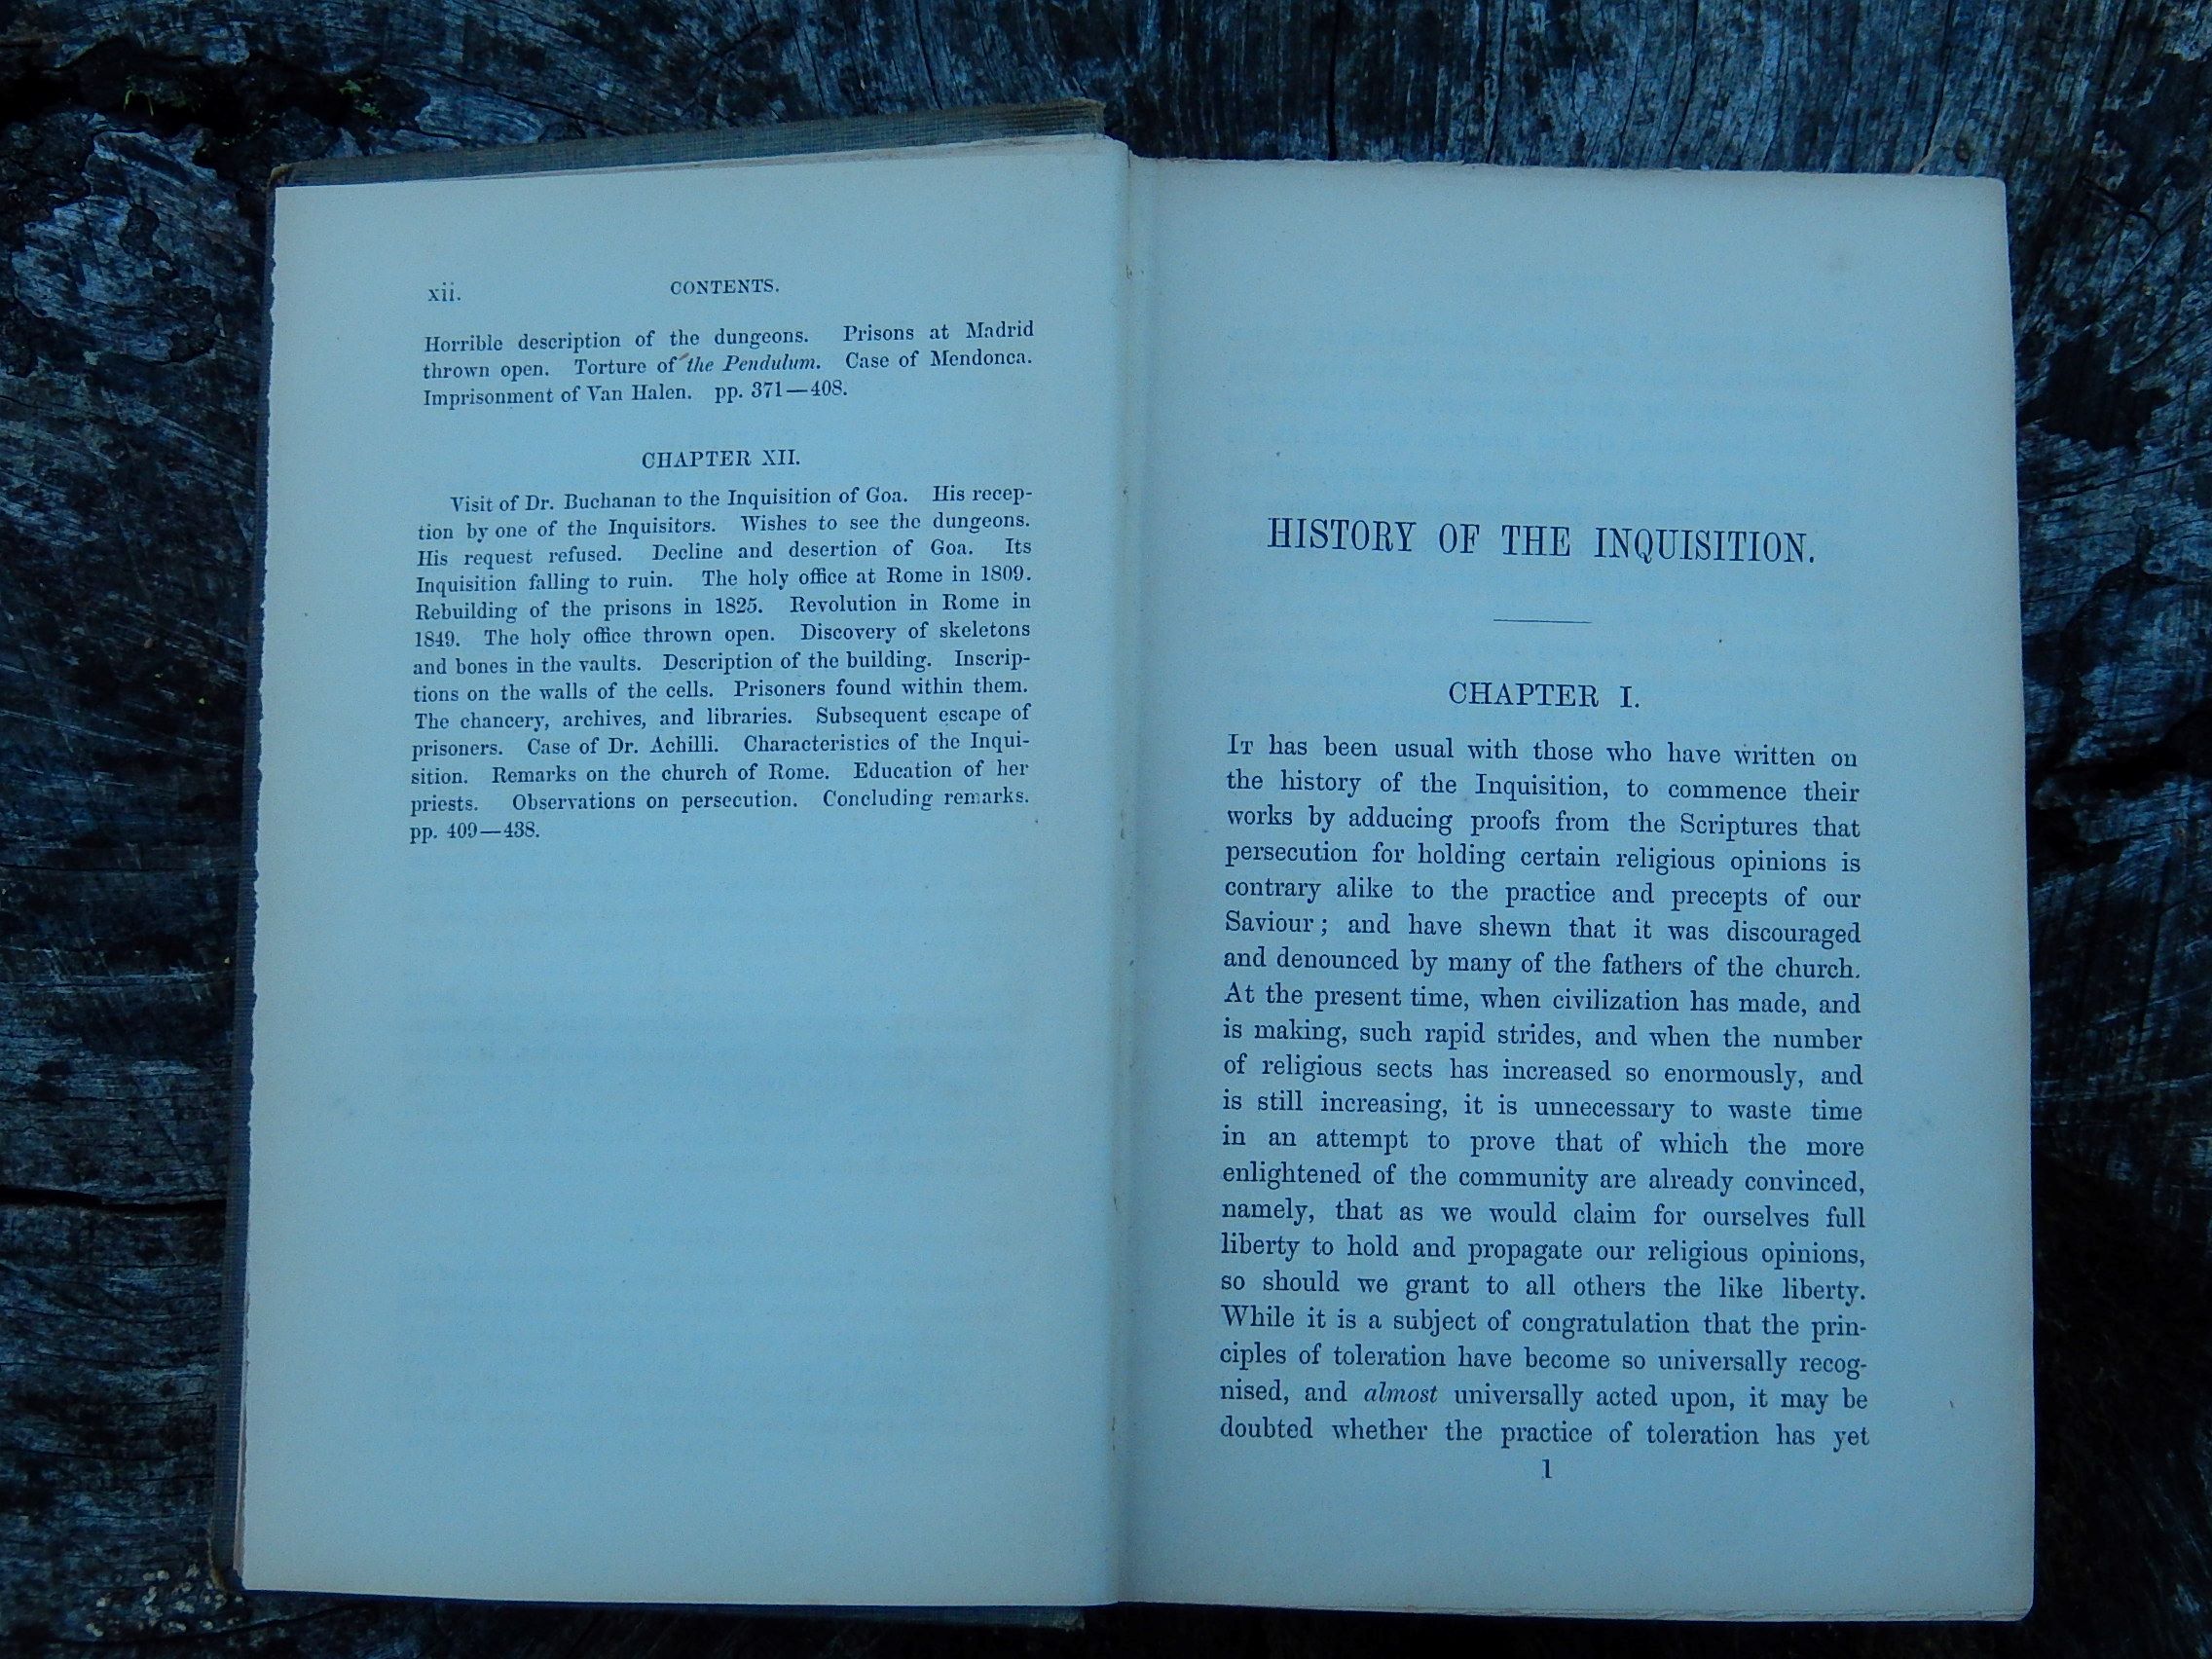 xii.
CONTENTS.
Horrible description of the dungeons. Prisons at Madrid
thrown open. Torture of the Pendulum. Case of Mendonca.
Imprisonment of Van Halen. pp. 371—408.
CHAPTER XII.
Visit of Dr. Buchanan to the Inquisition of Goa. His recep-
tion by one of the Inquisitors. Wishes to see the dungeons.
His request refused. Decline and desertion of Goa. Its
Inquisition falling to ruin. The holy office at Rome in 1809.
Rebuilding of the prisons in 1825. Revolution in Rome in
1849. The holy office thrown open. Discovery of skeletons
and bones in the vaults. Description of the building. Inscrip-
tions on the walls of the cells. Prisoners found within them.
The chancery, archives, and libraries. Subsequent escape of
prisoners. Case of Dr. Achilli. Characteristics of the Inqui-
sition. Remarks on the church of Rome. Education of her
priests. Observations on persecution. Concluding remarks.
pp. 409—438.
HISTORY OF THE INQUISITION.
CHAPTER I.
IT has been usual with those who have written on
the history of the Inquisition, to commence their
works by adducing proofs from the Scriptures that
persecution for holding certain religious opinions is
contrary alike to the practice and precepts of our
Saviour; and have shewn that it was discouraged
and denounced by many of the fathers of the church.
At the present time, when civilization has made, and
is making, such rapid strides, and when the number
of religious sects has increased so enormously, and
is still increasing, it is unnecessary to waste time
in an attempt to prove that of which the more
enlightened of the community are already convinced,
namely, that as we would claim for ourselves full
liberty to hold and propagate our religious opinions,
so should we grant to all others the like liberty.
While it is a subject of congratulation that the prin-
ciples of toleration have become so universally recog-
nised, and almost universally acted upon, it may be
doubted whether the practice of toleration has yet
1